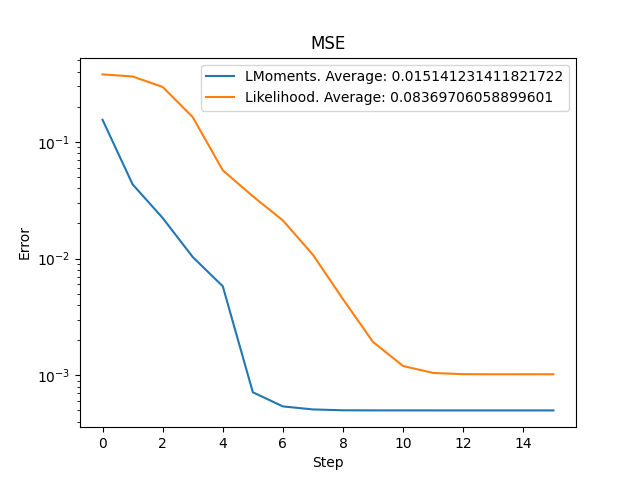 MSE
LMoments. Average: 0.015141231411821722
Likelihood. Average: 0.08369706058899601
10⁻¹
10⁻²
10⁻³
Error
0 2 4 6 8 10 12 14
Step